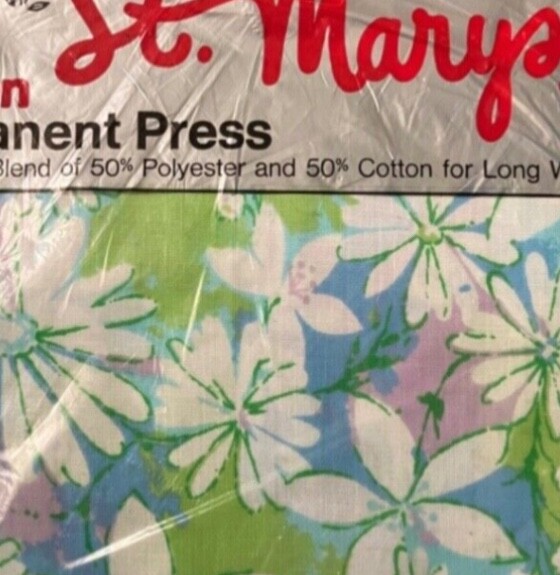 St. Marys
n
anent Press
Blend of 50% Polyester and 50% Cotton for Long W